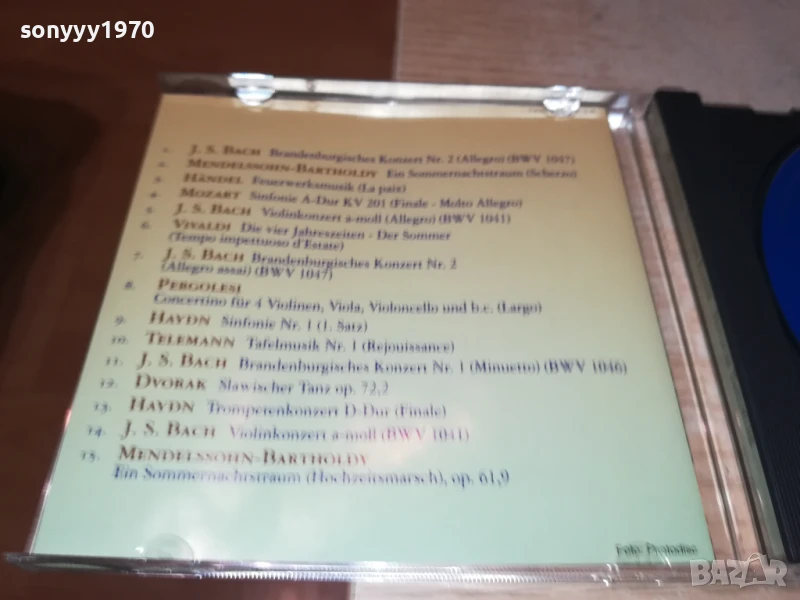 sonyyy1970
1. J. S. BACH Brandenburgisches Konzert Nr. 2 (Allegro) (BWV 1047)
2. MENDELSSOHN-BARTHOLDY Ein Sommernachtstraum (Scherzo)
3. HÄNDEL Feuerwerksmusik (La paix)
4. MOZART Sinfonie A-Dur KV 201 (Finale - Molto Allegro)
5. J. S. BACH Violinkonzert a-moll (Allegro) (BWV 1041)
6. VIVALDI Die vier Jahreszeiten - Der Sommer
(Tempo impettuoso d'Estate)
7. J. S. BACH Brandenburgisches Konzert Nr. 2
(Allegro assai) (BWV 1047)
8. PERGOLESI
Concertino für 4 Violinen, Viola, Violoncello und b.c. (Largo)
9. HAYDN Sinfonie Nr. 1 (1. Satz)
10. TELEMANN Tafelmusik Nr. 1 (Rejouissance)
11. J. S. BACH Brandenburgisches Konzert Nr. 1 (Minuetto) (BWV 1046)
12. DVORAK Slawischer Tanz op. 72,2
13. HAYDN Trompetenkonzert D-Dur (Finale)
14. J. S. BACH Violinkonzert a-moll (BWV 1041)
15. MENDELSSOHN-BARTHOLDY
Ein Sommernachtstraum (Hochzeitsmarsch), op. 61,9
Foto:
BAZAR